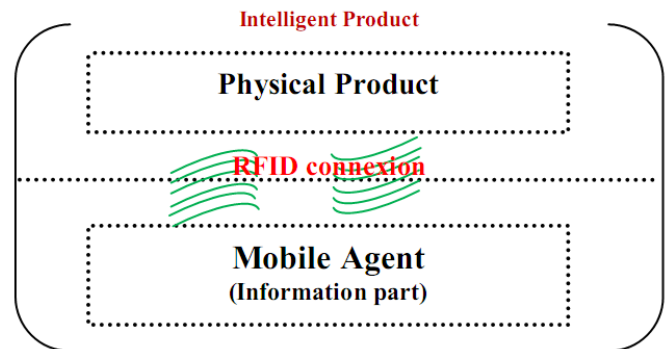 Intelligent Product
Physical Product
RFID connexion
Mobile Agent
(Information part)